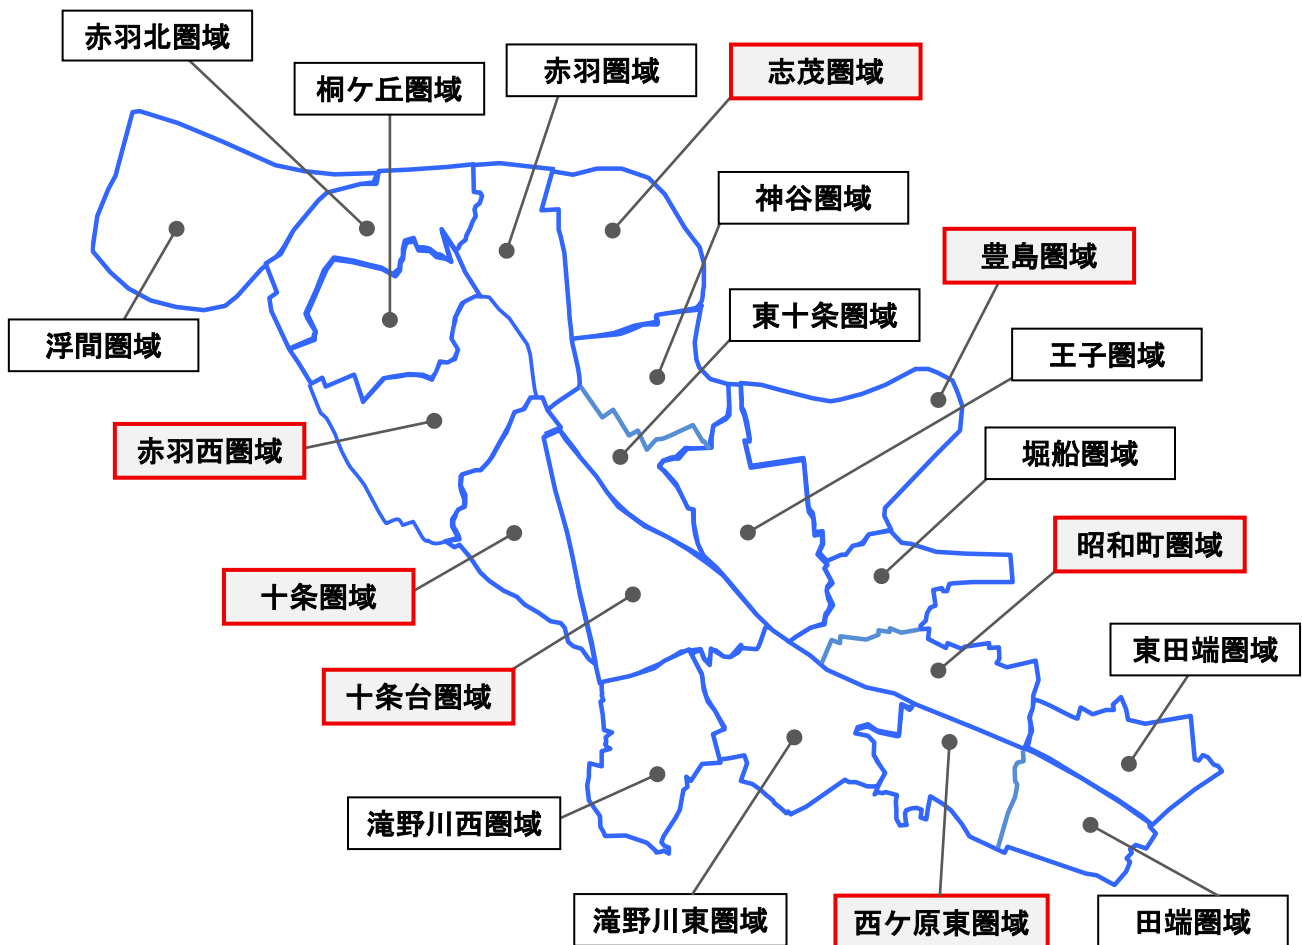 赤羽北圏域
桐ケ丘圏域
赤羽圏域
志茂圏域
神谷圏域
豊島圏域
東十条圏域
王子圏域
浮間圏域
堀船圏域
赤羽西圏域
昭和町圏域
十条圏域
東田端圏域
十条台圏域
滝野川西圏域
滝野川東圏域
西ケ原東圏域
田端圏域